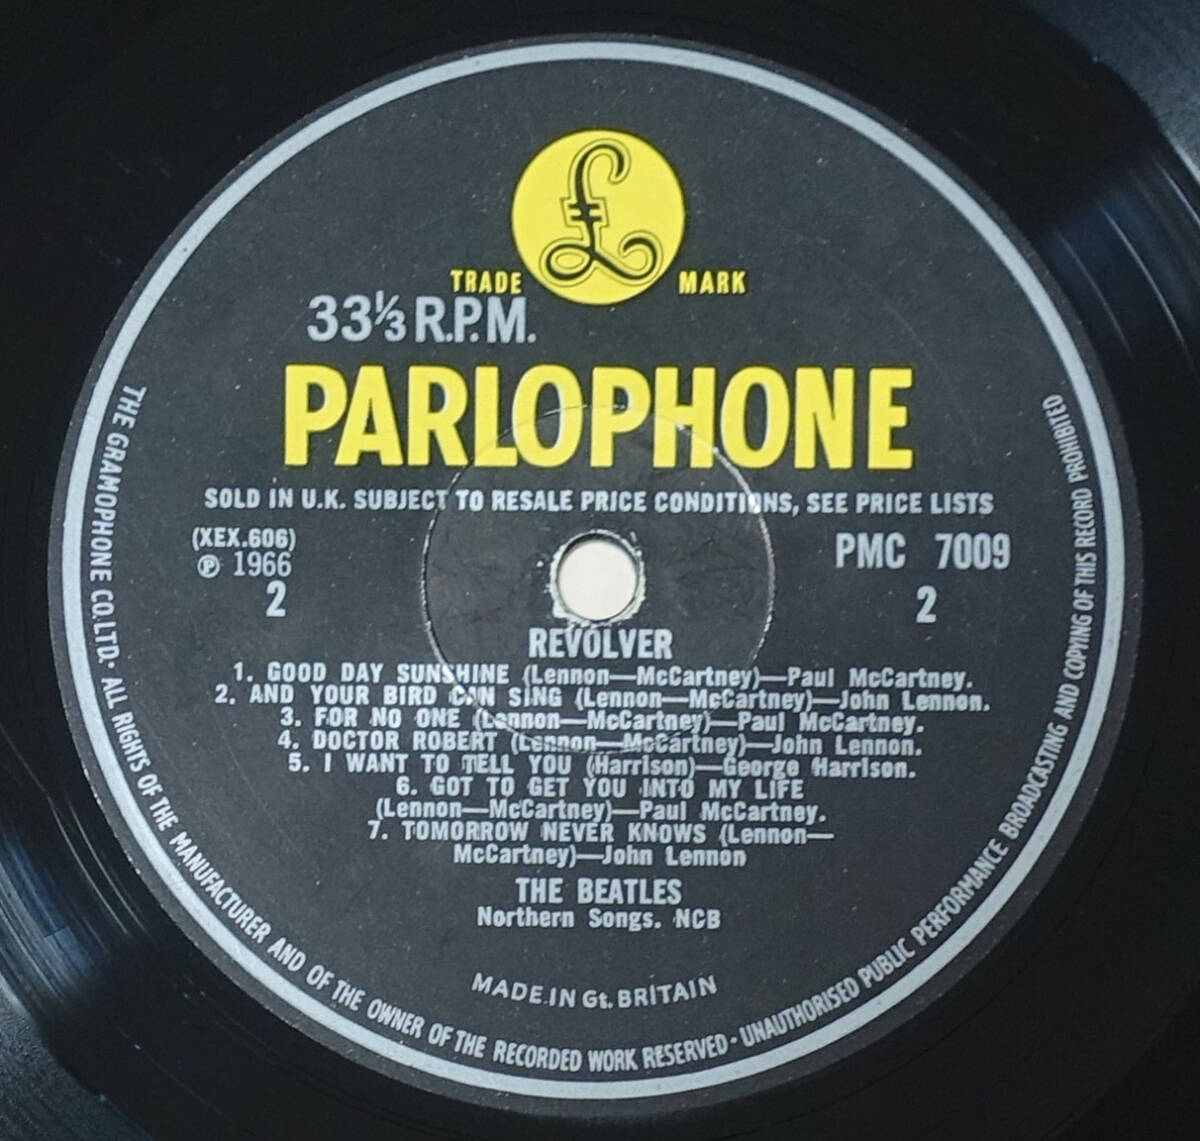 £
TRADE MARK
33⅓ R.P.M.
PARLOPHONE
SOLD IN U.K. SUBJECT TO RESALE PRICE CONDITIONS, SEE PRICE LISTS
(XEX.606)
℗ 1966
2
PMC 7009
2
REVOLVER
1. GOOD DAY SUNSHINE (Lennon—McCartney)—Paul McCartney.
2. AND YOUR BIRD CAN SING (Lennon—McCartney)—John Lennon.
3. FOR NO ONE (Lennon—McCartney)—Paul McCartney.
4. DOCTOR ROBERT (Lennon—McCartney)—John Lennon.
5. I WANT TO TELL YOU (Harrison)—George Harrison.
6. GOT TO GET YOU INTO MY LIFE
(Lennon—McCartney)—Paul McCartney.
7. TOMORROW NEVER KNOWS (Lennon—
McCartney)—John Lennon
THE BEATLES
Northern Songs. NCB
MADE.IN Gt. BRITAIN
THE GRAMOPHONE CO.LTD. · ALL RIGHTS OF THE MANUFACTURER AND OF THE OWNER OF THE RECORDED WORK RESERVED · UNAUTHORISED PUBLIC PERFORMANCE BROADCASTING AND COPYING OF THIS RECORD PROHIBITED